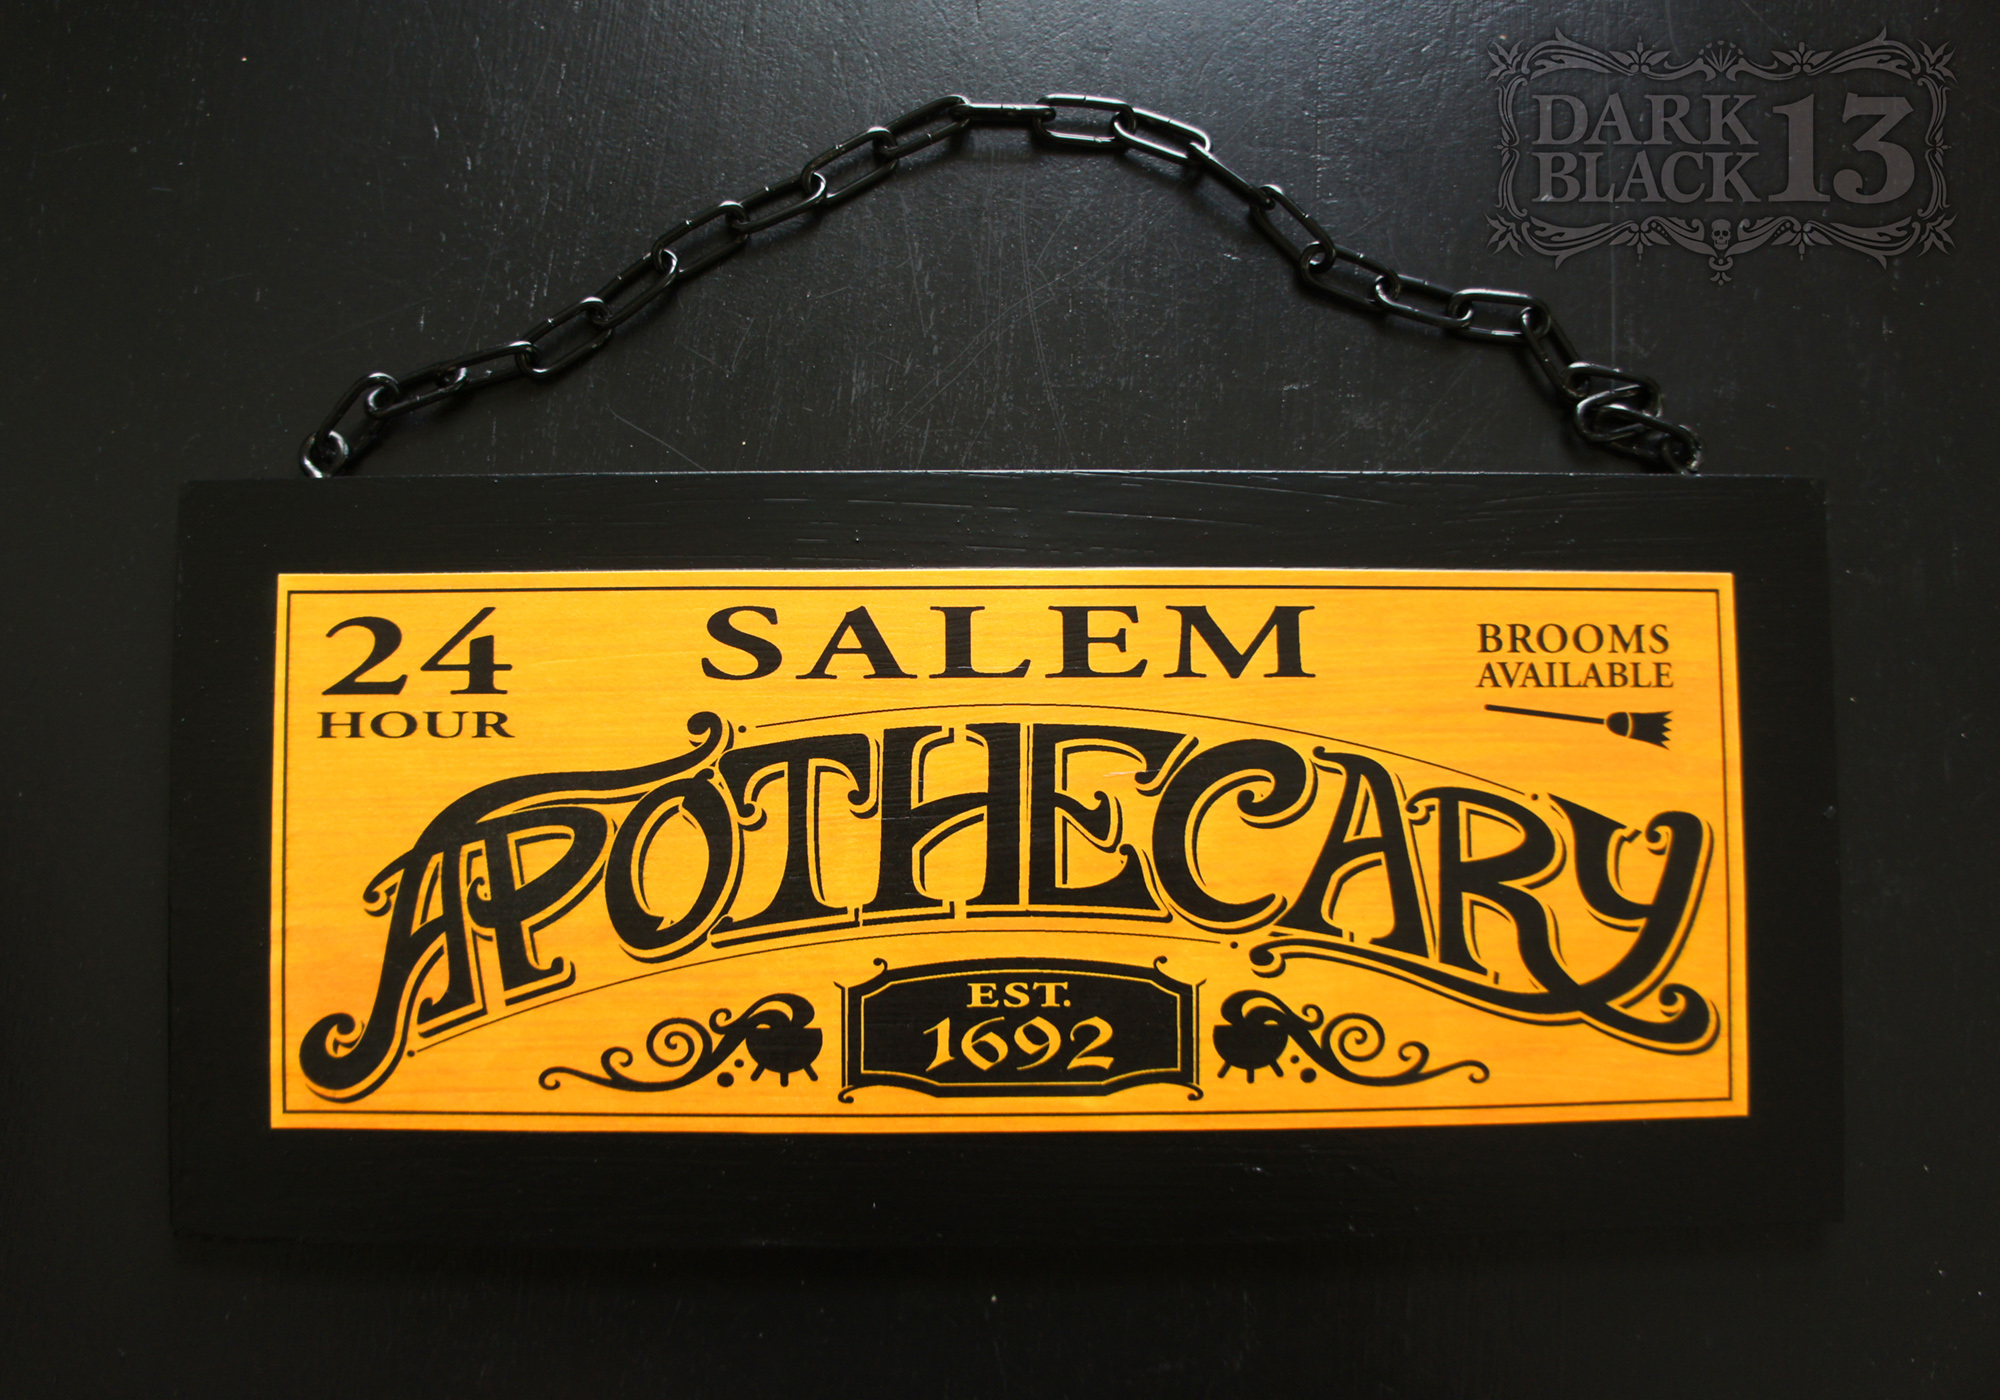 DARK
BLACK 13
24
HOUR
SALEM
BROOMS
AVAILABLE
APOTHECARY
EST.
1692